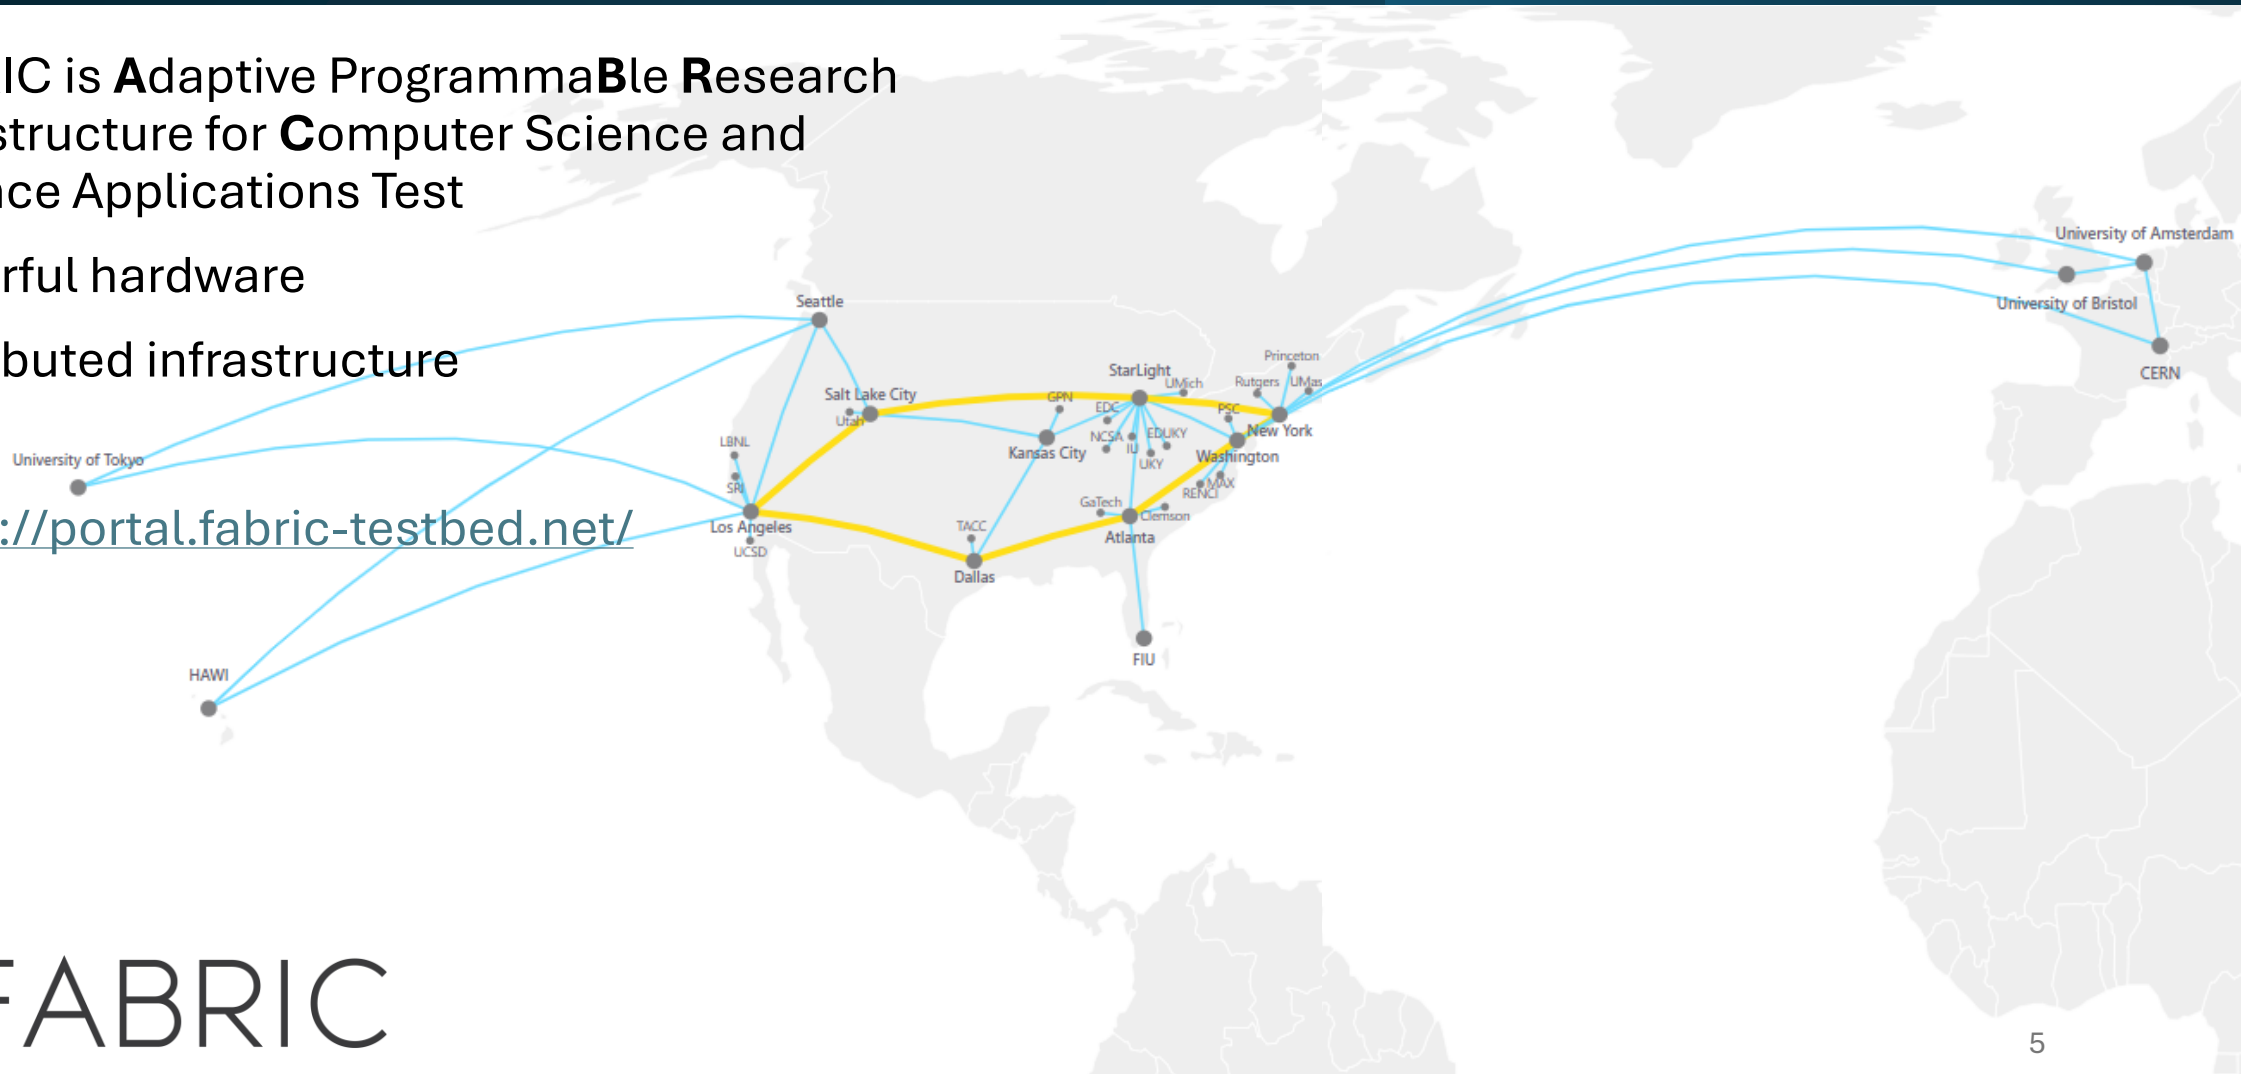 IC is Adaptive ProgrammaBle Research
structure for Computer Science and
nce Applications Test
rful hardware
buted infrastructure
://portal.fabric-testbed.net/
University of Amsterdam
University of Bristol
CERN
Seattle
Princeton
StarLight
UMich
Rutgers
UMas
Salt Lake City
GPN
EDC
PSC
Utah
New York
LBNL
NCSA
IU
EDUKY
Kansas City
UKY
Washington
University of Tokyo
SRI
MAX
RENCI
GaTech
Clemson
Los Angeles
TACC
Atlanta
UCSD
Dallas
FIU
HAWI
FABRIC
5